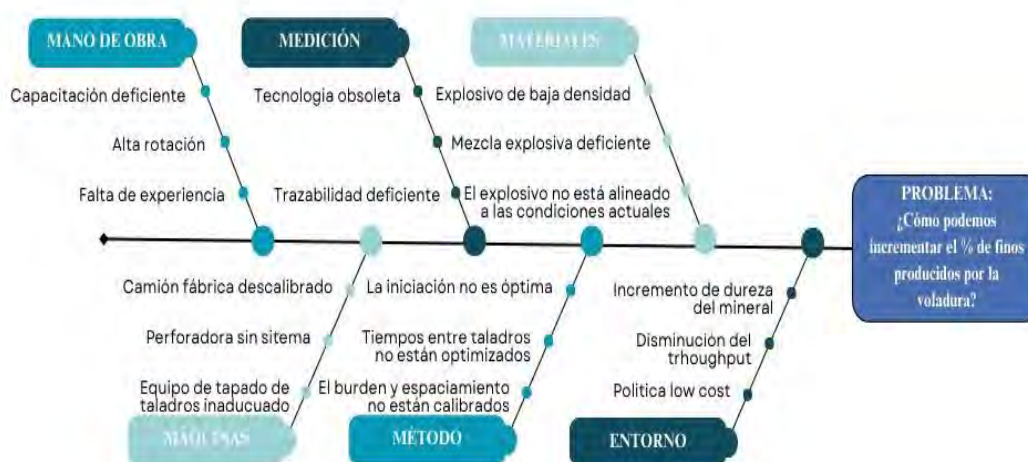 MANO DE OBRA
MEDICIÓN
MATERIALES
Capacitación deficiente
Tecnologia obsoleta
Explosivo de baja densidad
Alta rotación
Mezcla explosiva deficiente
Falta de experiencia
Trazabilidad deficiente
El explosivo no está alineado
a las condiciones actuales
PROBLEMA:
¿Cómo podemos
incrementar el % de finos
producidos por la
voladura?
Camión fábrica descalibrado
La iniciación no es óptima
Incremento de dureza
del mineral
Perforadora sin sitema
Tiempos entre taladros
no están optimizados
Disminución del
trhoughput
Equipo de tapado de
taladros inaducuado
El burden y espaciamiento
no están calibrados
Politica low cost
MÁQUINAS
MÉTODO
ENTORNO